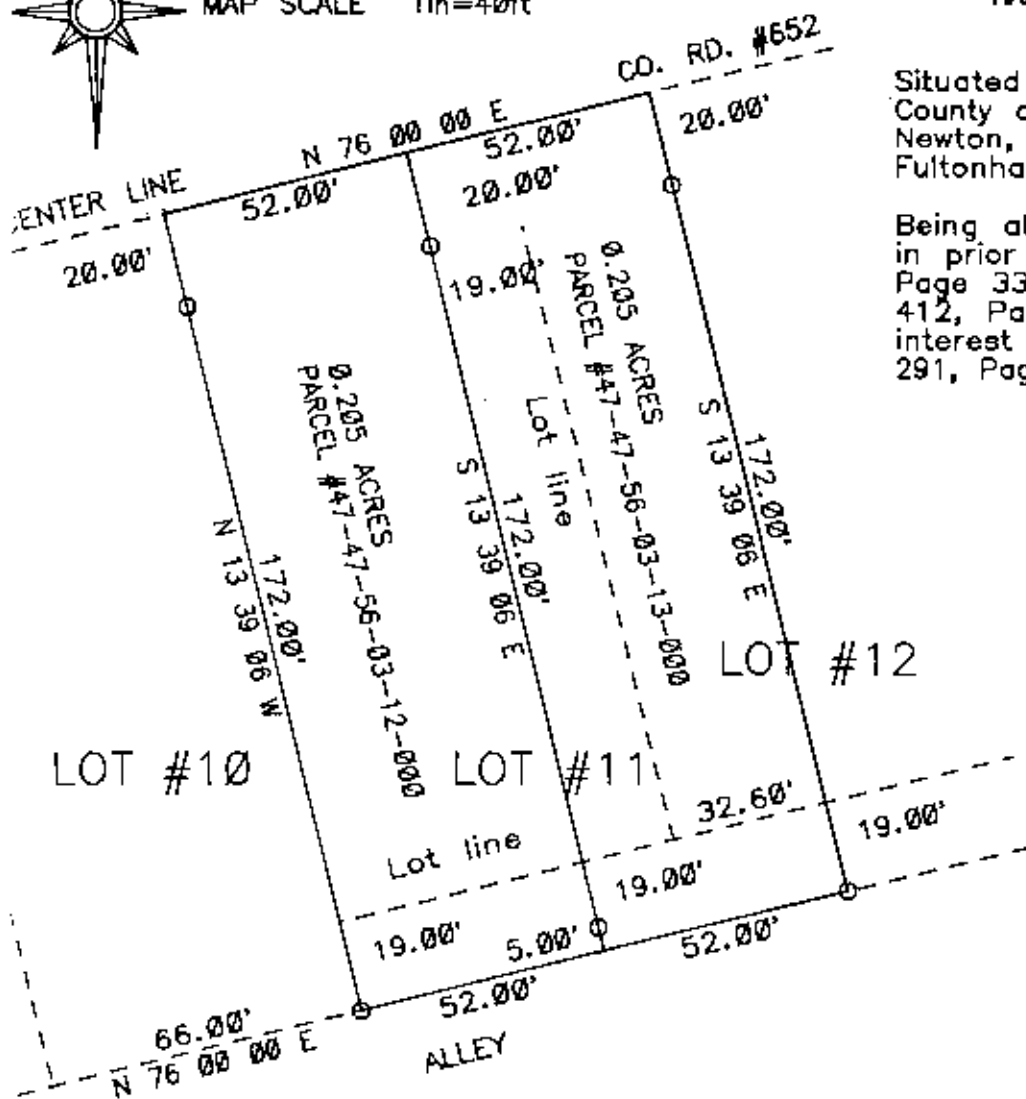 MAP SCALE 1in=40ft
CO. RD. #652
N 76 00 00 E
52.00'
52.00'
20.00'
20.00'
CENTER LINE
20.00'
19.00'
Situated
County
Newton,
Fultonha
Being al
in prior
Page 33
412, Pa
interest
291, Pag
0.205 ACRES
PARCEL #47-47-56-03-12-000
0.205 ACRES
PARCEL #47-47-56-03-13-000
Lot line
N 13 39 06 W
172.00'
S 13 39 06 E
172.00'
S 13 39 06 E
172.00'
LOT #10
LOT #11
LOT #12
Lot line
32.60'
19.00'
19.00'
19.00'
5.00'
52.00'
52.00'
66.00'
N 76 00 00 E
ALLEY